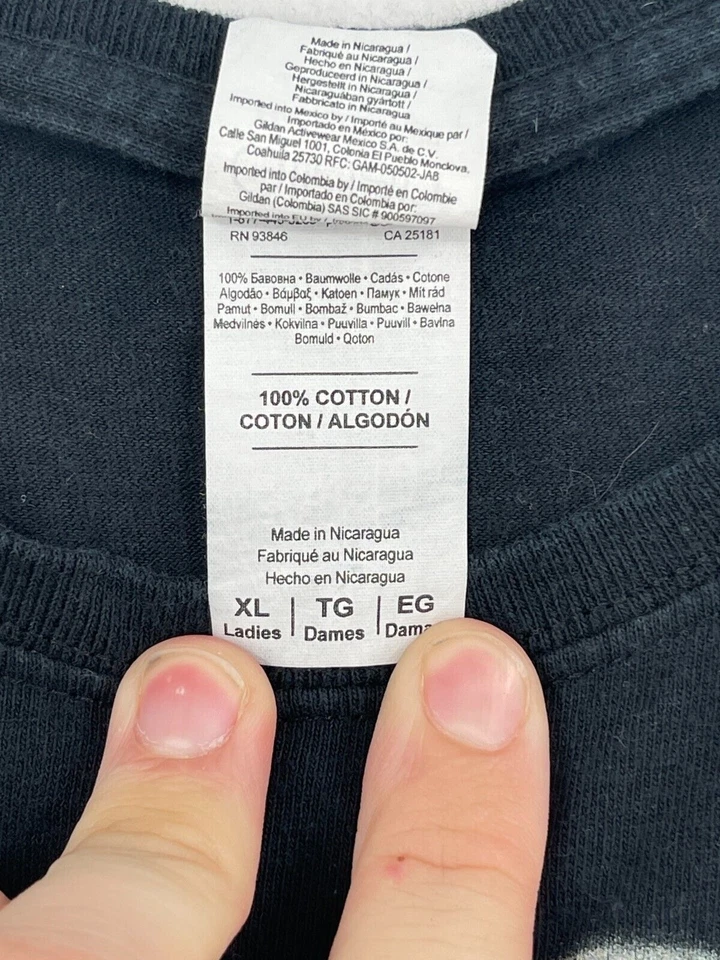 Made in Nicaragua /
Fabriqué au Nicaragua /
Hecho en Nicaragua /
Geproduceerd in Nicaragua /
Hergestellt in Nicaragua /
Nicaraguában gyártott /
Fabbricato in Nicaragua
Imported into Mexico by / Importé au Mexique par /
Importado en México por:
Gildan Activewear Mexico S.A. de C.V.
Calle San Miguel 1001, Colonia El Pueblo Monclova,
Coahuila 25730 RFC: GAM-050502-JA8
Imported into Colombia by / Importé en Colombie
par / Importado en Colombia por:
Gildan (Colombia) SAS SIC # 900597097
Imported into EU by /
RN 93846 CA 25181
100% Бавовна • Baumwolle • Cadás • Cotone
Algodão • Βάμβαξ • Katoen • Памук • Mit rád
Pamut • Bomull • Bombaž • Bumbac • Bawełna
Medvilnės • Kokvilna • Puuvilla • Puuvill • Bavlna
Bomuld • Qoton
100% COTTON /
COTON / ALGODÓN
Made in Nicaragua
Fabriqué au Nicaragua
Hecho en Nicaragua
XL | TG | EG
Ladies | Dames | Dam